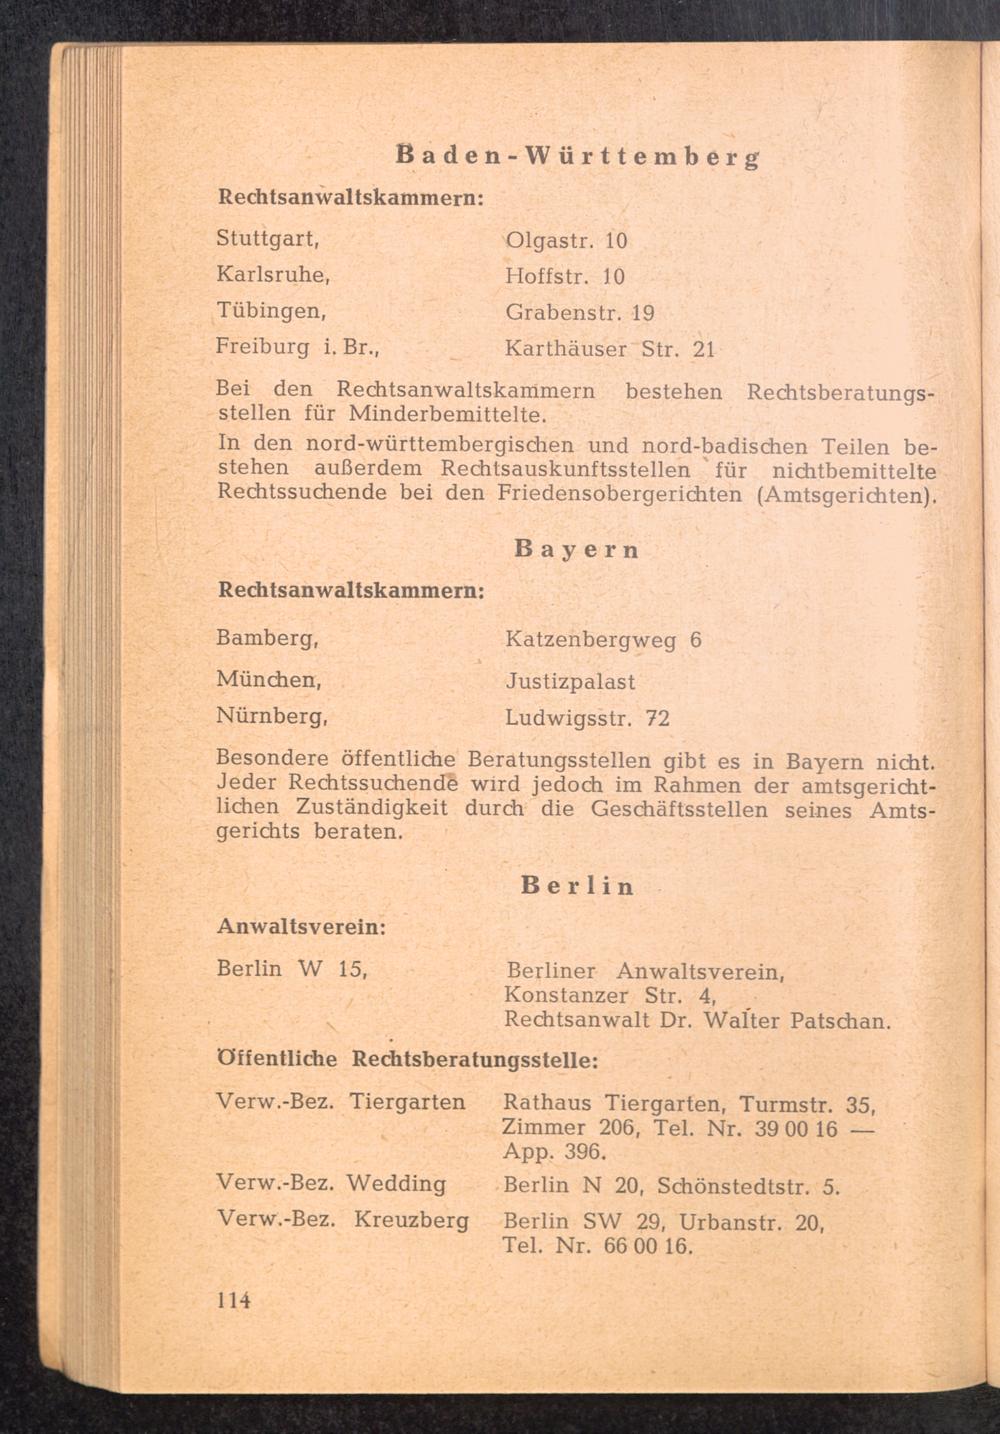 Baden-Württemberg
Rechtsanwaltskammern:
Stuttgart, Olgastr. 10
Karlsruhe, Hoffstr. 10
Tübingen, Grabenstr. 19
Freiburg i. Br., Karthäuser Str. 21
Bei den Rechtsanwaltskammern bestehen Rechtsberatungs-
stellen für Minderbemittelte.
In den nord-württembergischen und nord-badischen Teilen be-
stehen außerdem Rechtsauskunftsstellen für nichtbemittelte
Rechtssuchende bei den Friedensobergerichten (Amtsgerichten).
Bayern
Rechtsanwaltskammern:
Bamberg, Katzenbergweg 6
München, Justizpalast
Nürnberg, Ludwigsstr. 72
Besondere öffentliche Beratungsstellen gibt es in Bayern nicht.
Jeder Rechtssuchende wird jedoch im Rahmen der amtsgericht-
lichen Zuständigkeit durch die Geschäftsstellen seines Amts-
gerichts beraten.
Berlin
Anwaltsverein:
Berlin W 15, Berliner Anwaltsverein,
Konstanzer Str. 4,
Rechtsanwalt Dr. Walter Patschan.
Öffentliche Rechtsberatungsstelle:
Verw.-Bez. Tiergarten Rathaus Tiergarten, Turmstr. 35,
Zimmer 206, Tel. Nr. 39 00 16 —
App. 396.
Verw.-Bez. Wedding Berlin N 20, Schönstedtstr. 5.
Verw.-Bez. Kreuzberg Berlin SW 29, Urbanstr. 20,
Tel. Nr. 66 00 16.
114